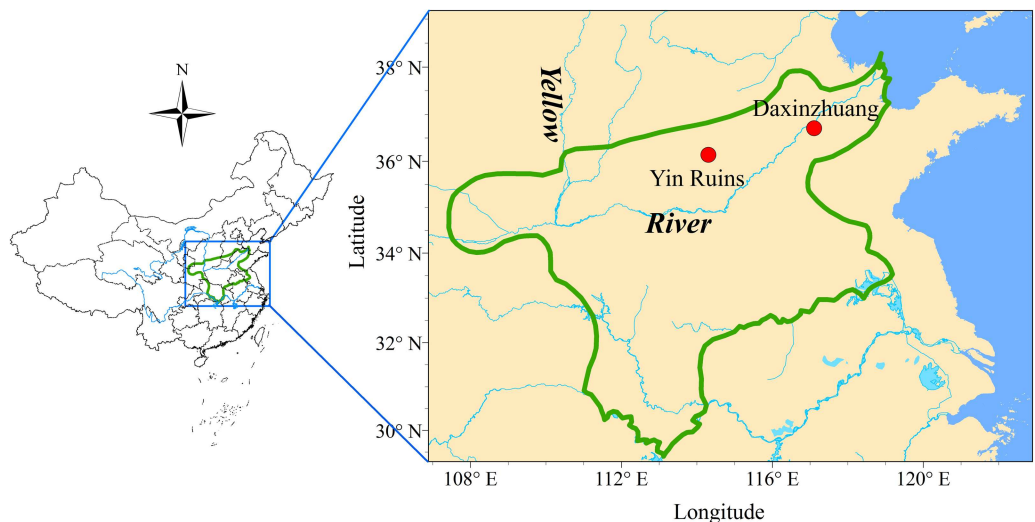 N
Yellow
River
Daxinzhuang
Yin Ruins
Latitude
38° N
36° N
34° N
32° N
30° N
108° E
112° E
116° E
120° E
Longitude